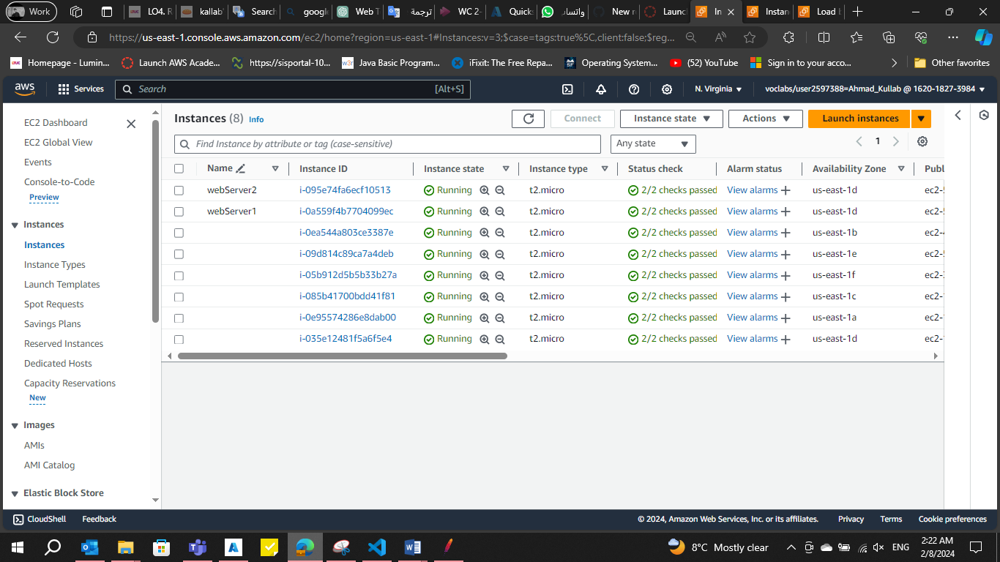 Work
LO4. R
kallab'
Search
google
Web T
ترجمة
WC 2-
Quicks
واتساب
New r
Launc
In
Instan
Load b
https://us-east-1.console.aws.amazon.com/ec2/home?region=us-east-1#Instances:v=3;$case=tags:true%5C,client:false;$reg...
Homepage - Lumin...
Launch AWS Acade...
https://sisportal-10...
w3r Java Basic Program...
iFixit: The Free Repa...
Operating System...
(52) YouTube
Sign in to your acco...
Other favorites
aws
Services
Search
[Alt+S]
N. Virginia
voclabs/user2597388=Ahmad_Kullab @ 1620-1827-3984
EC2 Dashboard
EC2 Global View
Events
Console-to-Code
Preview
Instances
Instances
Instance Types
Launch Templates
Spot Requests
Savings Plans
Reserved Instances
Dedicated Hosts
Capacity Reservations
New
Images
AMIs
AMI Catalog
Elastic Block Store
Instances (8) Info
Connect
Instance state
Actions
Launch instances
Find Instance by attribute or tag (case-sensitive)
Any state
1
Name Instance ID Instance state Instance type Status check Alarm status Availability Zone Publ
webServer2 i-095e74fa6ecf10513 Running t2.micro 2/2 checks passed View alarms us-east-1d ec2-5
webServer1 i-0a559f4b7704099ec Running t2.micro 2/2 checks passed View alarms us-east-1d ec2-5
i-0ea544a803ce3387e Running t2.micro 2/2 checks passed View alarms us-east-1b ec2-4
i-09d814c89ca7a4deb Running t2.micro 2/2 checks passed View alarms us-east-1e ec2-5
i-05b912d5b5b33b27a Running t2.micro 2/2 checks passed View alarms us-east-1f ec2-3
i-085b41700bdd41f81 Running t2.micro 2/2 checks passed View alarms us-east-1c ec2-1
i-0e95574286e8dab00 Running t2.micro 2/2 checks passed View alarms us-east-1a ec2-1
i-035e12481f5a6f5e4 Running t2.micro 2/2 checks passed View alarms us-east-1d ec2-1
CloudShell
Feedback
© 2024, Amazon Web Services, Inc. or its affiliates.
Privacy
Terms
Cookie preferences
8°C Mostly clear
ENG
2:22 AM
2/8/2024